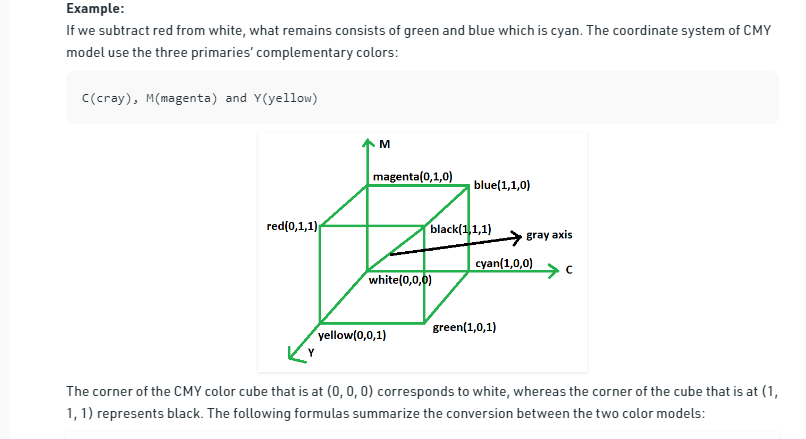 Example:
If we subtract red from white, what remains consists of green and blue which is cyan. The coordinate system of CMY
model use the three primaries' complementary colors:
C(cray), M(magenta) and Y(yellow)
M
magenta(0,1,0)
blue(1,1,0)
red(0,1,1)
black(1,1,1)
gray axis
cyan(1,0,0)
C
white(0,0,0)
green(1,0,1)
yellow(0,0,1)
Y
The corner of the CMY color cube that is at (0, 0, 0) corresponds to white, whereas the corner of the cube that is at (1,
1, 1) represents black. The following formulas summarize the conversion between the two color models: